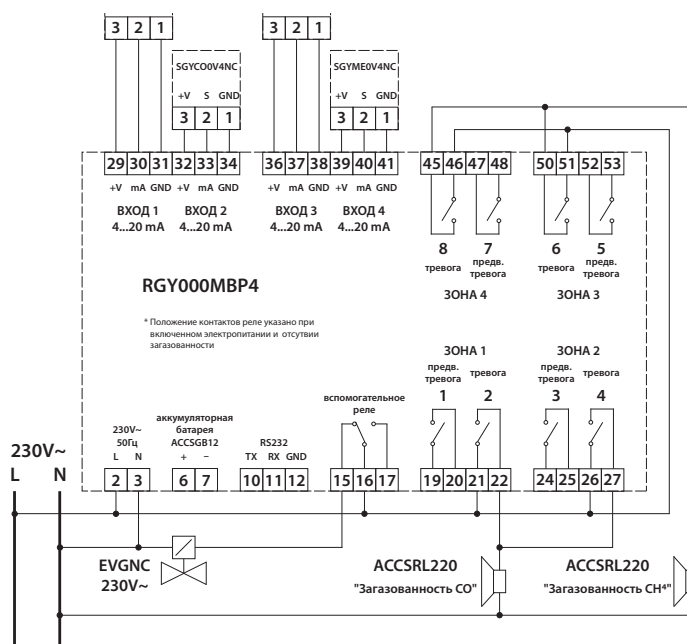 3 2 1 3 2 1
SGYCO0V4NC SGYME0V4NC
+V S GND +V S GND
3 2 1 3 2 1
29 30 31 32 33 34 36 37 38 39 40 41 45 46 47 48 50 51 52 53
+V mA GND +V mA GND +V mA GND +V mA GND
ВХОД 1 ВХОД 2 ВХОД 3 ВХОД 4
4...20 mA 4...20 mA 4...20 mA 4...20 mA
8 7 6 5
тревога предв. тревога тревога предв. тревога
ЗОНА 4 ЗОНА 3
RGY000MBP4
* Положение контактов реле указано при
включенном электропитании и отсутвии
загазованности
ЗОНА 1 ЗОНА 2
предв. тревога тревога предв. тревога тревога
1 2 3 4
вспомогательное
реле
230V~
50Гц
L N
аккумуляторная
батарея
ACCSGB12
+ –
RS232
TX RX GND
230V~
L N
2 3 6 7 10 11 12 15 16 17 19 20 21 22 24 25 26 27
EVGNC
230V~
ACCSRL220
"Загазованность CO"
ACCSRL220
"Загазованность CH⁴"